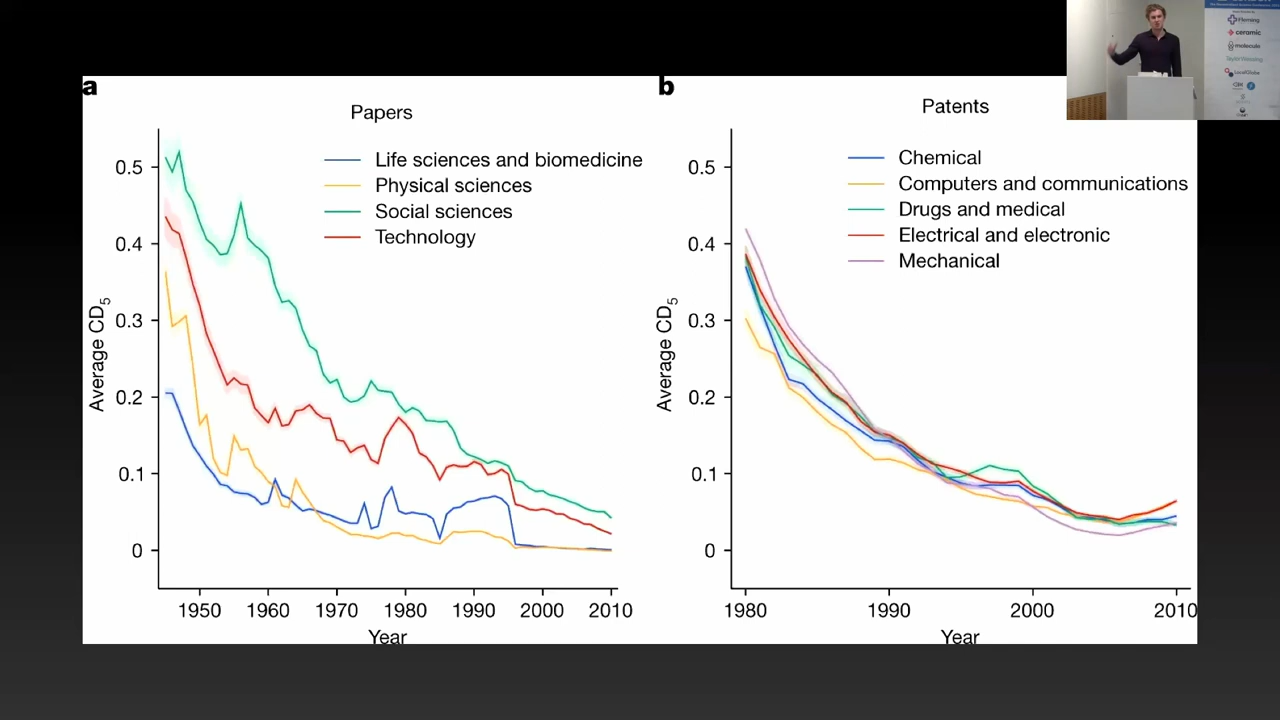 a
Papers
Life sciences and biomedicine
Physical sciences
Social sciences
Technology
Average CD5
0.5
0.4
0.3
0.2
0.1
0
1950 1960 1970 1980 1990 2000 2010
Year
b
Patents
Chemical
Computers and communications
Drugs and medical
Electrical and electronic
Mechanical
Average CD5
0.5
0.4
0.3
0.2
0.1
0
1980 1990 2000 2010
Year
Fleming
ceramic
molecule
LocalGlobe